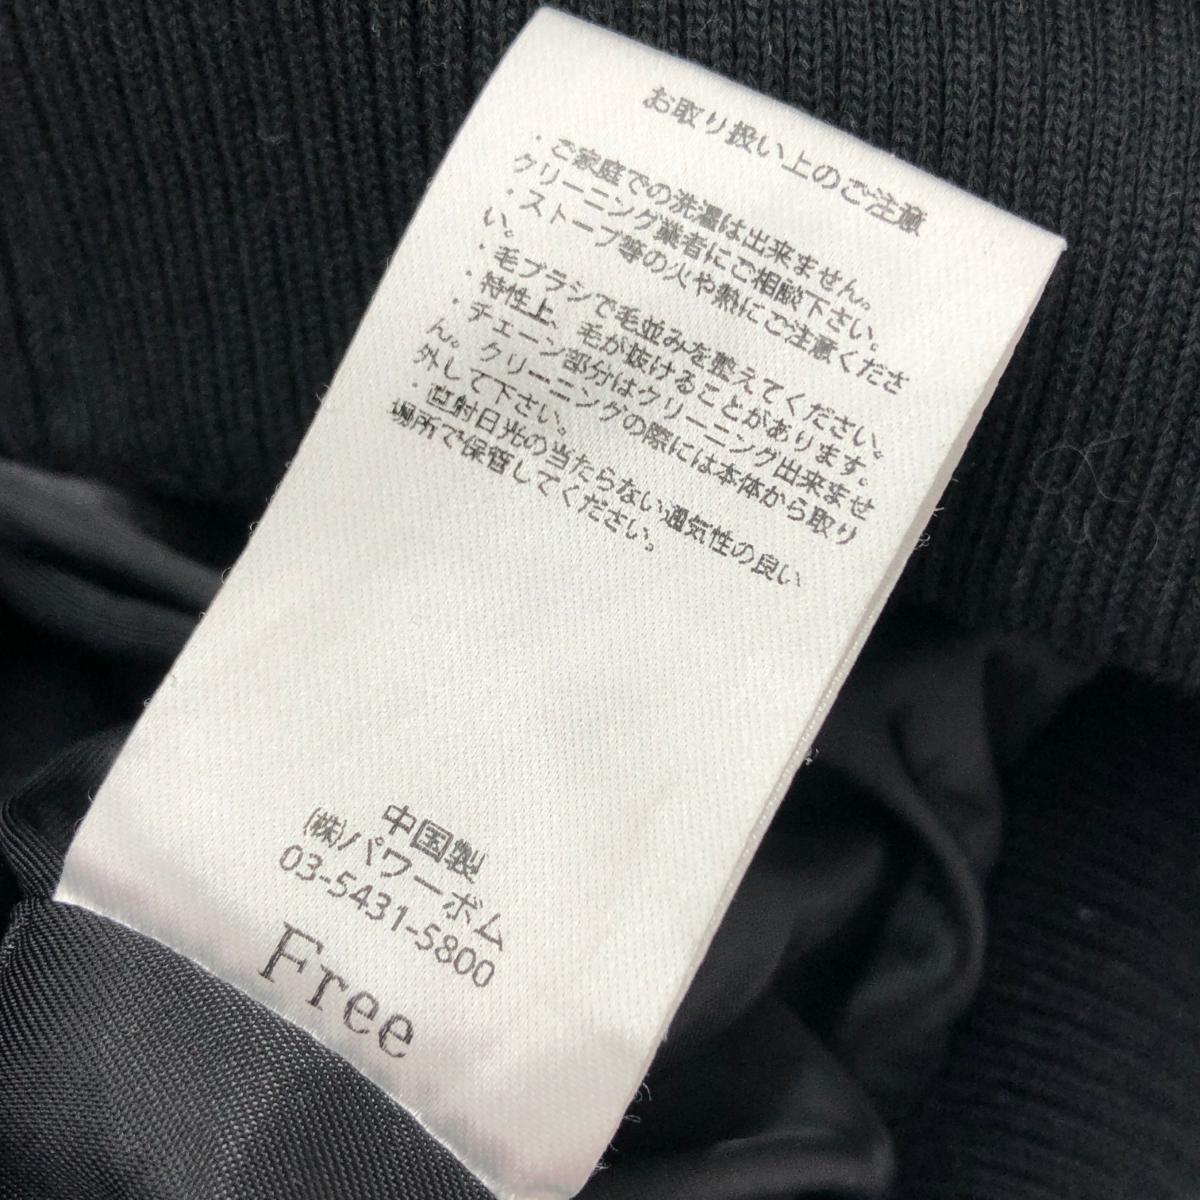 お取り扱い上のご注意
・ご家庭での洗濯は出来ません。
クリーニング業者にご相談下さい。
・ストーブ等の火や熱にご注意くださ
い。
・毛ブラシで毛並みを整えてください。
・特性上、毛が抜けることがあります。
・チェーン部分はクリーニング出来ませ
ん。クリーニングの際には本体から取り
外して下さい。
・直射日光の当たらない通気性の良い
場所で保管してください。
中国製
(株)パワーボム
03-5431-5800
Free